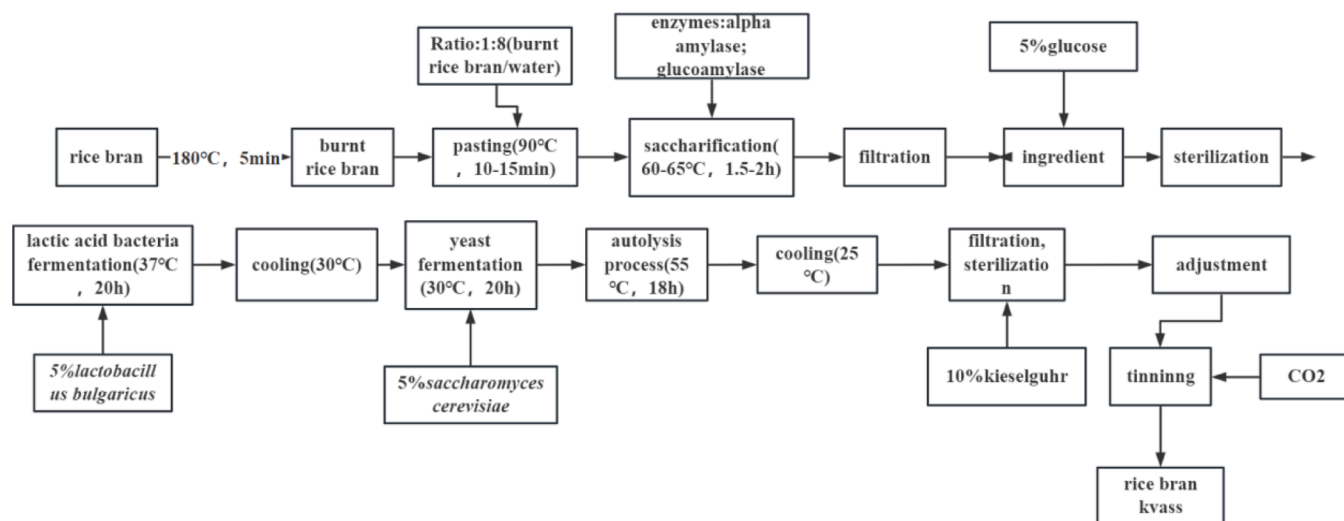 Ratio:1:8(burnt
rice bran/water)
enzymes:alpha
amylase;
glucoamylase
5%glucose
rice bran
180℃，5min
burnt
rice bran
pasting(90℃
，10-15min)
saccharification(
60-65℃，1.5-2h)
filtration
ingredient
sterilization
lactic acid bacteria
fermentation(37℃
，20h)
cooling(30℃)
yeast
fermentation
(30℃，20h)
autolysis
process(55
℃，18h)
cooling(25
℃)
filtration,
sterilizatio
n
adjustment
5%lactobacill
us bulgaricus
5%saccharomyces
cerevisiae
10%kieselguhr
tinninng
CO2
rice bran
kvass